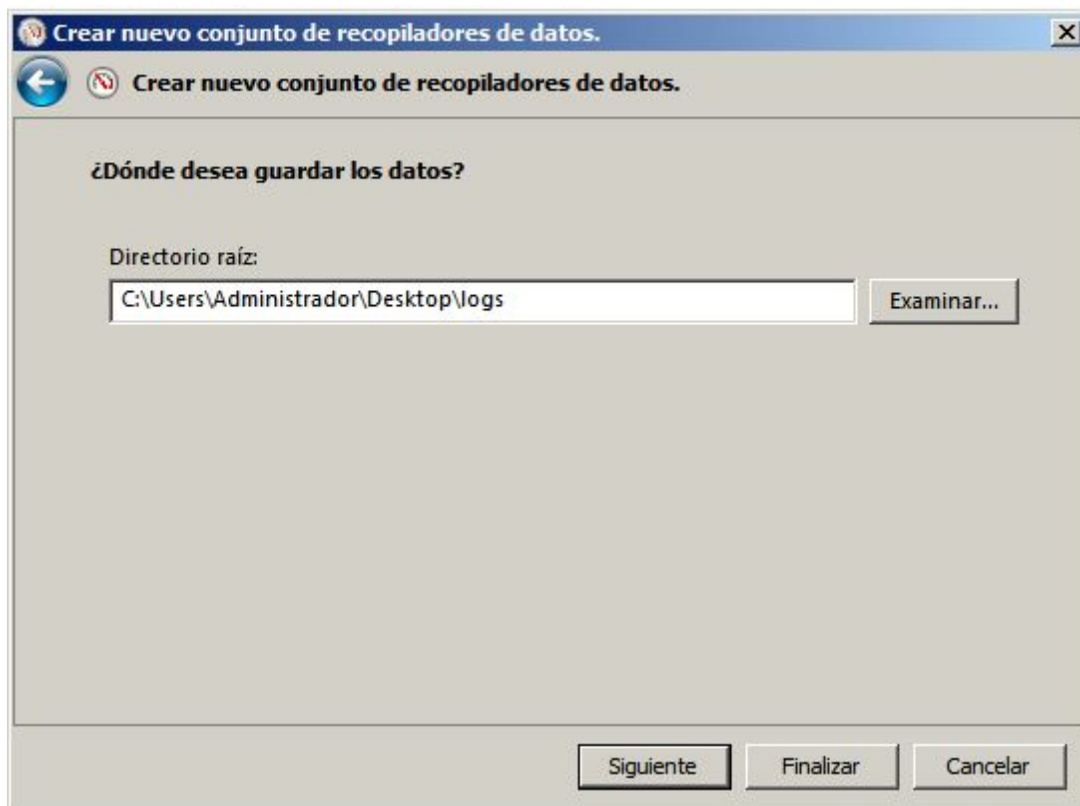 Crear nuevo conjunto de recopiladores de datos.
Crear nuevo conjunto de recopiladores de datos.
¿Dónde desea guardar los datos?
Directorio raíz:
C:\Users\Administrador\Desktop\logs
Examinar...
Siguiente
Finalizar
Cancelar